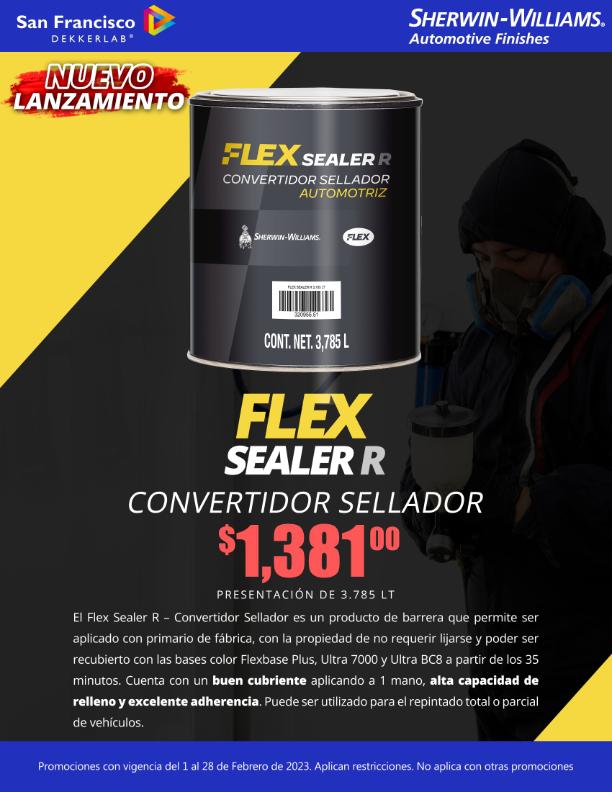 San Francisco
DEKKERLAB®
SHERWIN-WILLIAMS®
Automotive Finishes
NUEVO
LANZAMIENTO
FLEX SEALER R
CONVERTIDOR SELLADOR
AUTOMOTRIZ
SHERWIN-WILLIAMS. FLEX
CONT. NET. 3,785 L
FLEX
SEALER R
CONVERTIDOR SELLADOR
$1,38100
PRESENTACIÓN DE 3.785 LT
El Flex Sealer R – Convertidor Sellador es un producto de barrera que permite ser
aplicado con primario de fábrica, con la propiedad de no requerir lijarse y poder ser
recubierto con las bases color Flexbase Plus, Ultra 7000 y Ultra BC8 a partir de los 35
minutos. Cuenta con un buen cubriente aplicando a 1 mano, alta capacidad de
relleno y excelente adherencia. Puede ser utilizado para el repintado total o parcial
de vehículos.
Promociones con vigencia del 1 al 28 de Febrero de 2023. Aplican restricciones. No aplica con otras promociones